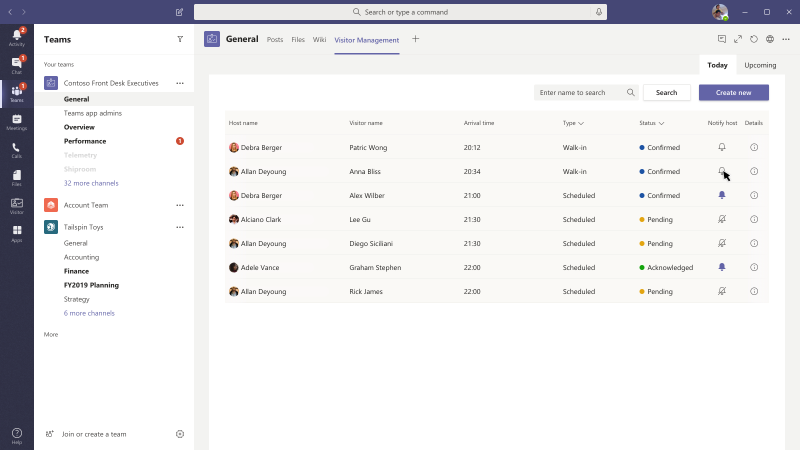 Search or type a command
2
Activity
1
Chat
1
Teams
Meetings
Calls
Files
Visitor
Apps
Help
Teams
Your teams
Contoso Front Desk Executives
General
Teams app admins
Overview
Performance 1
Telemetry
Shiproom
32 more channels
Account Team
Tailspin Toys
General
Accounting
Finance
FY2019 Planning
Strategy
6 more channels
More
Join or create a team
General Posts Files Wiki Visitor Management
Today Upcoming
Enter name to search Search Create new
Host name Visitor name Arrival time Type Status Notify host Details
Debra Berger Patric Wong 20:12 Walk-in Confirmed
Allan Deyoung Anna Bliss 20:34 Walk-in Confirmed
Debra Berger Alex Wilber 21:00 Scheduled Confirmed
Alciano Clark Lee Gu 21:30 Scheduled Pending
Allan Deyoung Diego Siciliani 21:30 Scheduled Pending
Adele Vance Graham Stephen 22:00 Scheduled Acknowledged
Allan Deyoung Rick James 22:00 Scheduled Pending